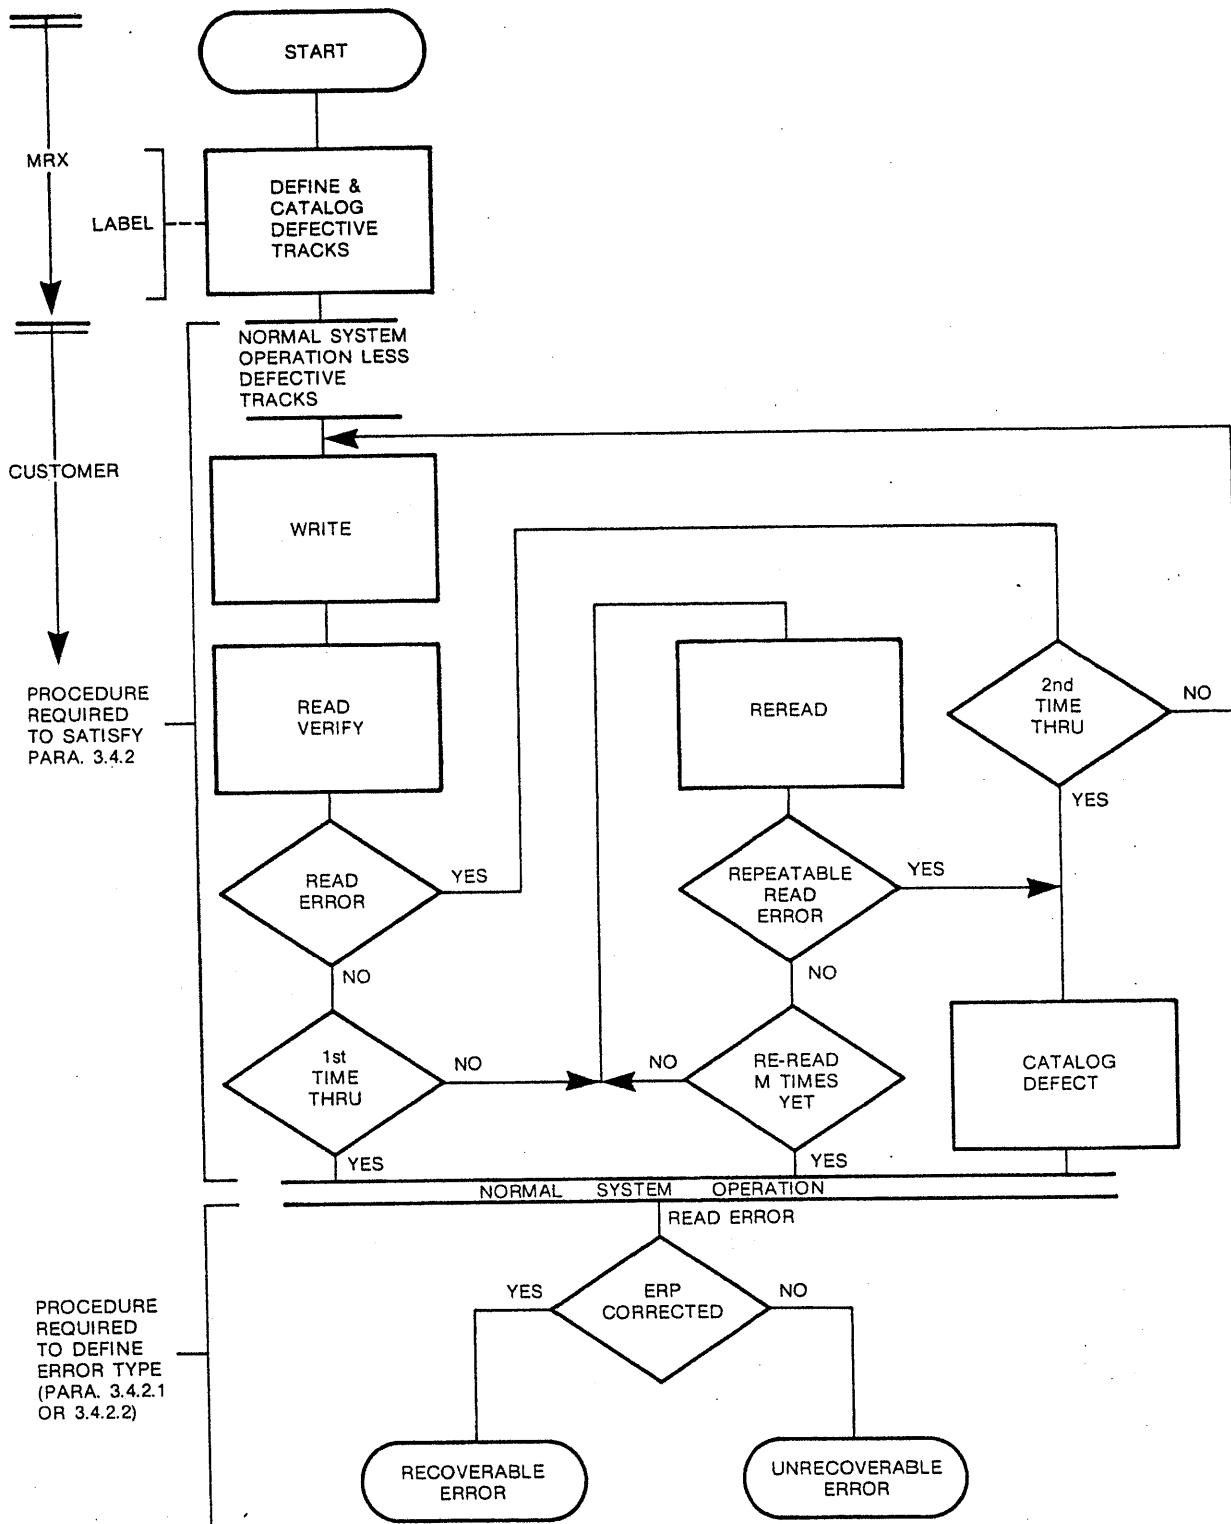 START
MRX
LABEL
DEFINE &
CATALOG
DEFECTIVE
TRACKS
NORMAL SYSTEM
OPERATION LESS
DEFECTIVE
TRACKS
CUSTOMER
WRITE
PROCEDURE
REQUIRED
TO SATISFY
PARA. 3.4.2
READ
VERIFY
REREAD
2nd
TIME
THRU
NO
YES
READ
ERROR
YES
NO
REPEATABLE
READ
ERROR
YES
NO
1st
TIME
THRU
NO
YES
NO
RE-READ
M TIMES
YET
YES
CATALOG
DEFECT
NORMAL SYSTEM OPERATION
READ ERROR
PROCEDURE
REQUIRED
TO DEFINE
ERROR TYPE
(PARA. 3.4.2.1
OR 3.4.2.2)
YES
ERP
CORRECTED
NO
RECOVERABLE
ERROR
UNRECOVERABLE
ERROR